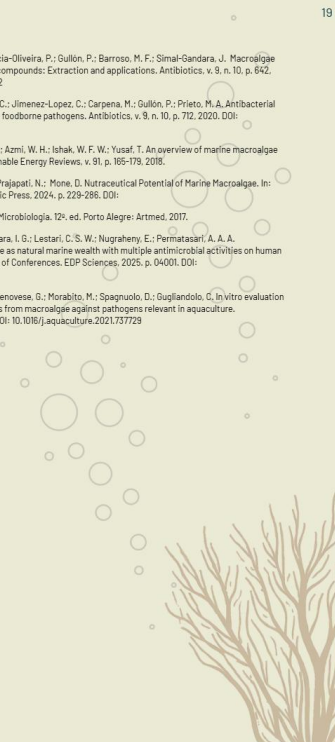 19
cia-Oliveira, P.; Gullón, P.; Barroso, M. F.; Simal-Gandara, J. Macroalgae
compounds: Extraction and applications. Antibiotics. v. 9, n. 10, p. 642,
2
C.; Jimenez-Lopez, C.; Carpena, M.; Gullón, P.; Prieto, M. A. Antibacterial
foodborne pathogens. Antibiotics. v. 9, n. 10, p. 712, 2020. DOI:
; Azmi, W. H.; Ishak, W. F. W.; Yusaf, T. An overview of marine macroalgae
nable Energy Reviews. v. 91, p. 165-179, 2018.
Prajapati, N.; Mone, D. Nutraceutical Potential of Marine Macroalgae. In:
ic Press. 2024. p. 229-286. DOI:
Microbiologia. 12ª. ed. Porto Alegre: Artmed, 2017.
ara, I. G.; Lestari, C. S. W.; Nugraheny, E.; Permatasari, A. A. A.
e as natural marine wealth with multiple antimicrobial activities on human
of Conferences. EDP Sciences. 2025. p. 04001. DOI:
enovese, G.; Morabito, M.; Spagnuolo, D.; Gugliandolo, C. In vitro evaluation
s from macroalgae against pathogens relevant in aquaculture.
OI: 10.1016/j.aquaculture.2021.737729